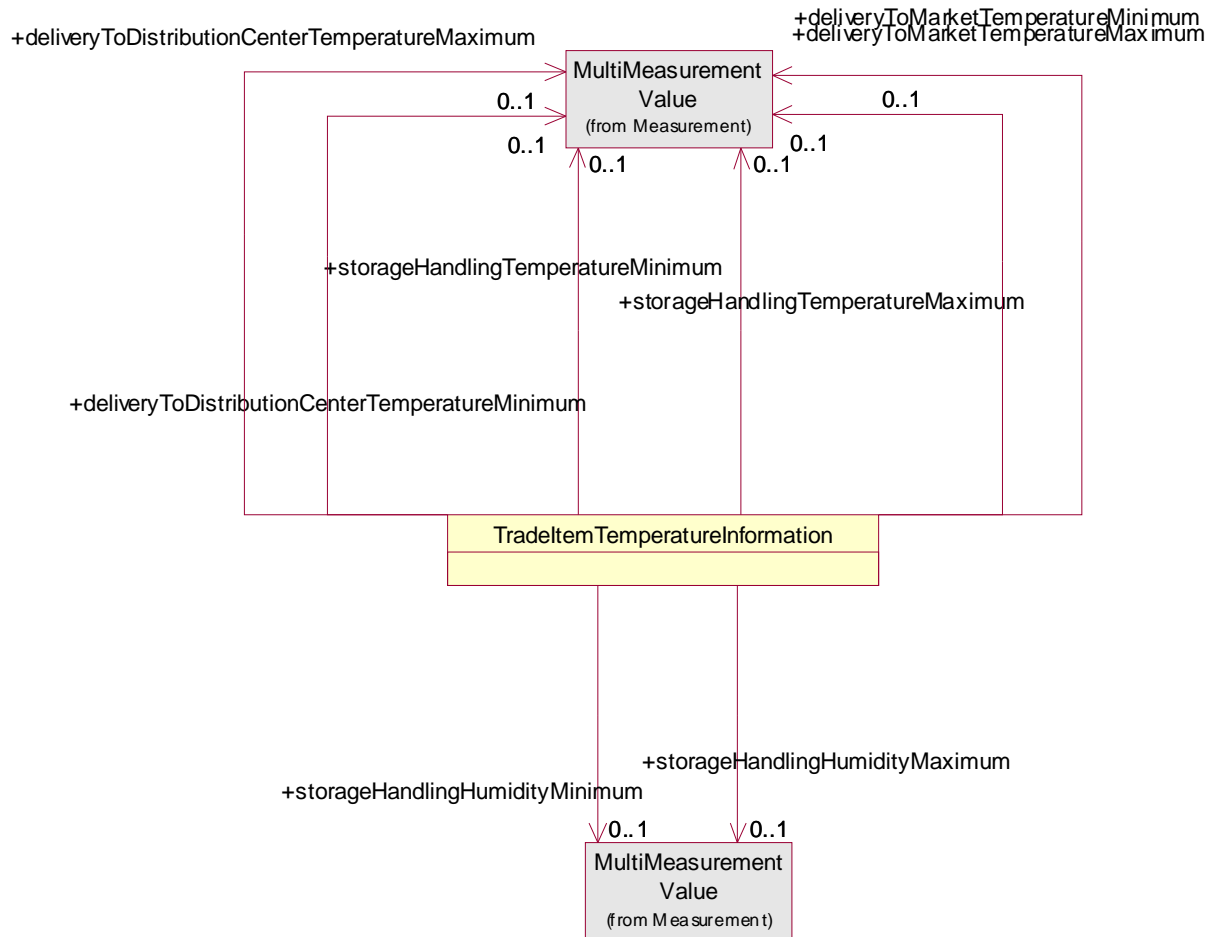 +deliveryToMarketTemperatureMinimum
+deliveryToMarketTemperatureMaximum
+deliveryToDistributionCenterTemperatureMaximum
MultiMeasurement
Value
(from Measurement)
0..1
0..1
0..1
0..1
0..1
0..1
+storageHandlingTemperatureMinimum
+storageHandlingTemperatureMaximum
+deliveryToDistributionCenterTemperatureMinimum
TradeItemTemperatureInformation
+storageHandlingHumidityMaximum
+storageHandlingHumidityMinimum
0..1
0..1
MultiMeasurement
Value
(from Measurement)